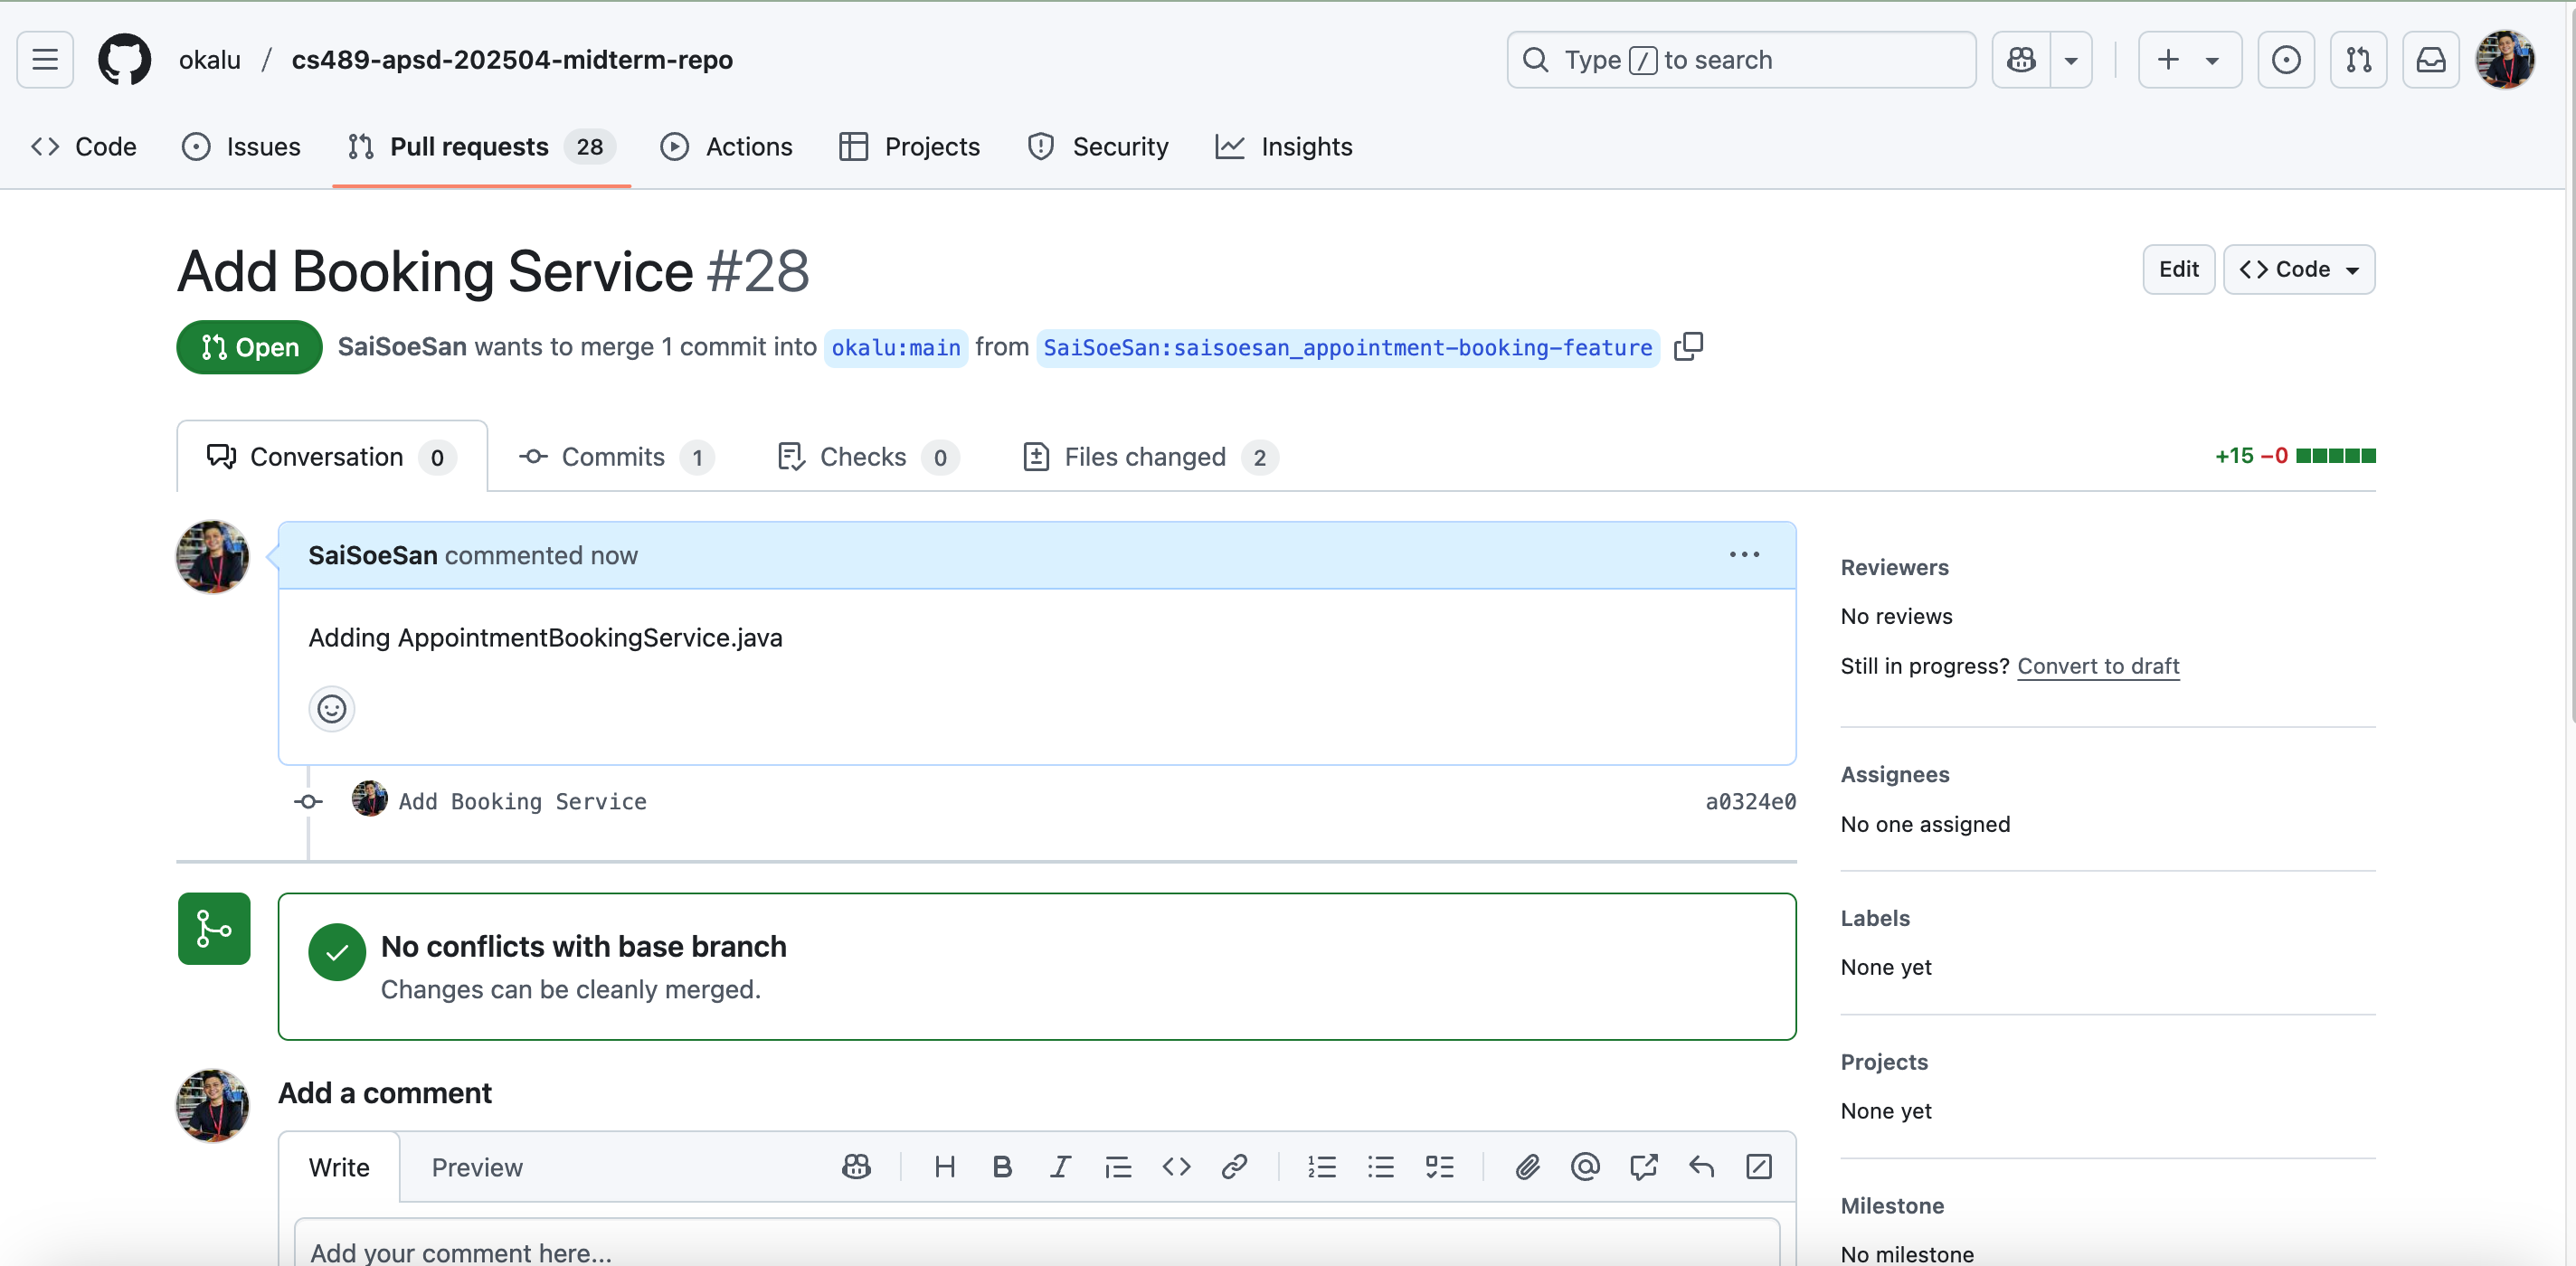 okalu / cs489-apsd-202504-midterm-repo
Type / to search
Code
Issues
Pull requests 28
Actions
Projects
Security
Insights
Add Booking Service #28
Edit
<> Code
Open
SaiSoeSan wants to merge 1 commit into okalu:main from SaiSoeSan:saisoesan_appointment-booking-feature
Conversation 0
Commits 1
Checks 0
Files changed 2
+15 −0
SaiSoeSan commented now
Adding AppointmentBookingService.java
Add Booking Service
a0324e0
No conflicts with base branch
Changes can be cleanly merged.
Add a comment
Write
Preview
Add your comment here...
Reviewers
No reviews
Still in progress? Convert to draft
Assignees
No one assigned
Labels
None yet
Projects
None yet
Milestone
No milestone